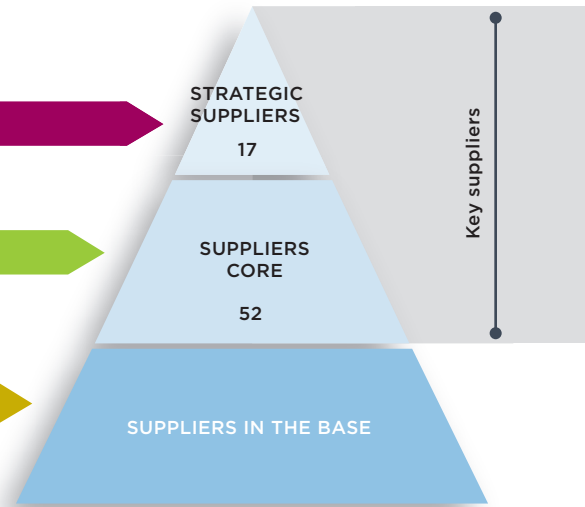 STRATEGIC
SUPPLIERS
17
Key suppliers
SUPPLIERS
CORE
52
SUPPLIERS IN THE BASE